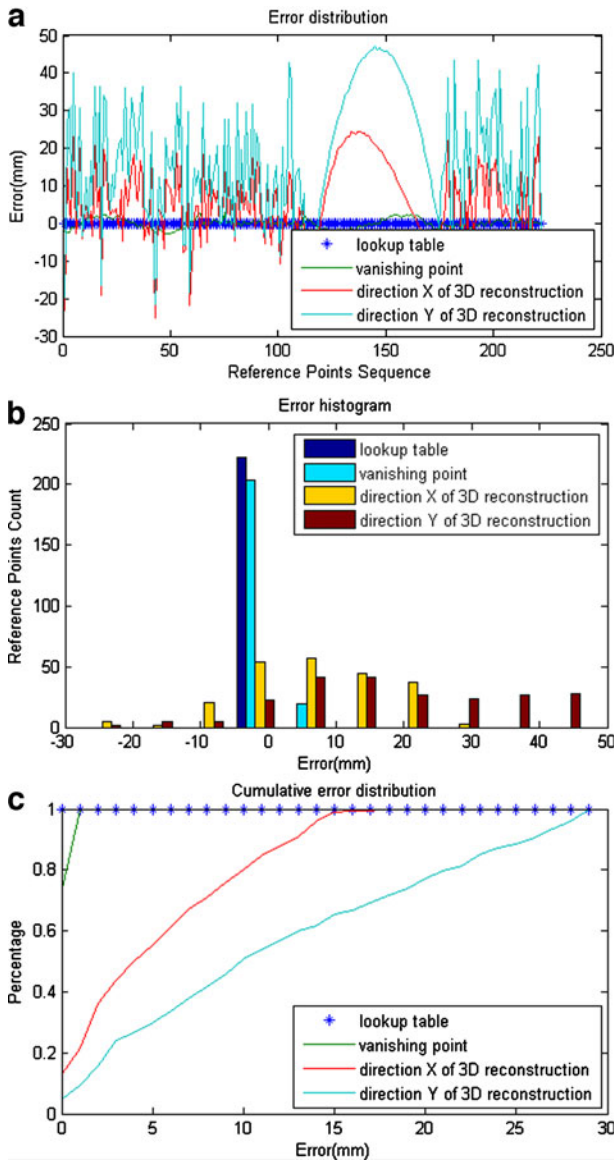 a
Error distribution
Error(mm)
50
40
30
20
10
0
-10
-20
-30
0 50 100 150 200 250
Reference Points Sequence
lookup table
vanishing point
direction X of 3D reconstruction
direction Y of 3D reconstruction
b
Error histogram
Reference Points Count
250
200
150
100
50
0
-30 -20 -10 0 10 20 30 40 50
Error(mm)
lookup table
vanishing point
direction X of 3D reconstruction
direction Y of 3D reconstruction
c
Cumulative error distribution
Percentage
1
0.8
0.6
0.4
0.2
0
0 5 10 15 20 25 30
Error(mm)
lookup table
vanishing point
direction X of 3D reconstruction
direction Y of 3D reconstruction